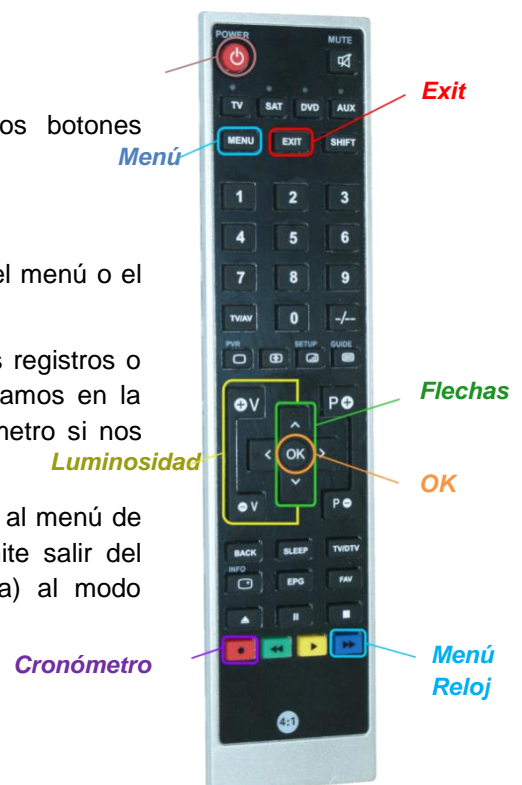 POWER MUTE
TV SAT DVD AUX
Exit
os botones
Menú
MENU EXIT SHIFT
1 2 3
4 5 6
el menú o el
7 8 9
TV/AV 0 -/--
s registros o
PVR SETUP GUIDE
amos en la
Flechas
+V P+
metro si nos
Luminosidad
OK
OK
-V P-
al menú de
ite salir del
BACK SLEEP TV/DTV
a) al modo
INFO EPG FAV
Cronómetro
Menú
Reloj
4:1